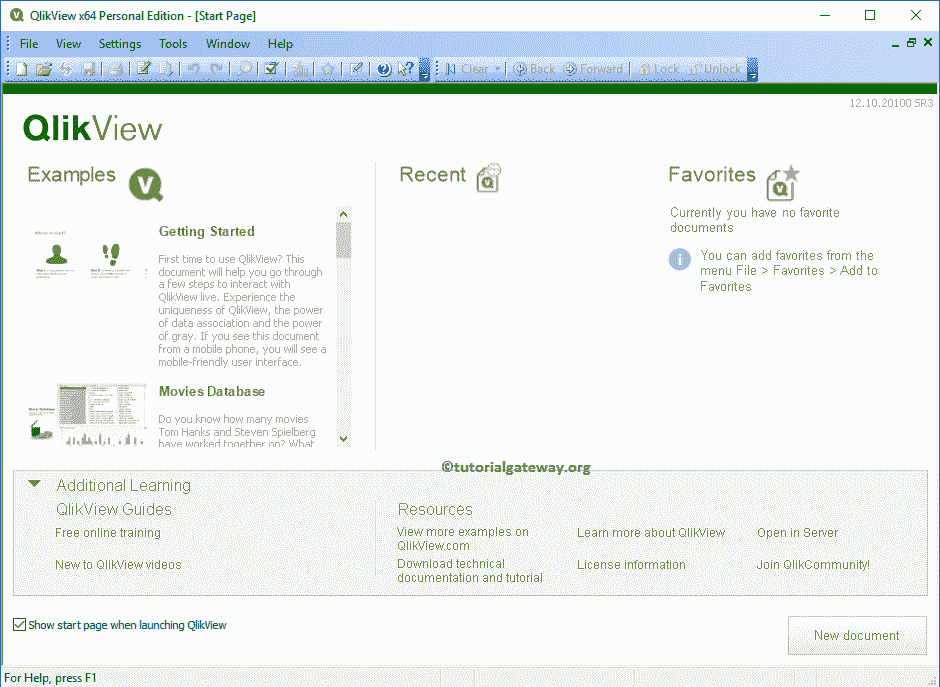 QlikView x64 Personal Edition - [Start Page]
File View Settings Tools Window Help
Clear Back Forward Lock Unlock
12.10.20100 SR3
QlikView
Examples
Getting Started
First time to use QlikView? This
document will help you go through
a few steps to interact with
QlikView live. Experience the
uniqueness of QlikView, the power
of data association and the power
of gray. If you see this document
from a mobile phone, you will see a
mobile-friendly user interface.
Movies Database
Do you know how many movies
Tom Hanks and Steven Spielberg
have worked together on? What
Recent
Favorites
Currently you have no favorite
documents
You can add favorites from the
menu File > Favorites > Add to
Favorites
©tutorialgateway.org
Additional Learning
QlikView Guides
Free online training
New to QlikView videos
Resources
View more examples on
QlikView.com
Download technical
documentation and tutorial
Learn more about QlikView
License information
Open in Server
Join QlikCommunity!
Show start page when launching QlikView
New document
For Help, press F1